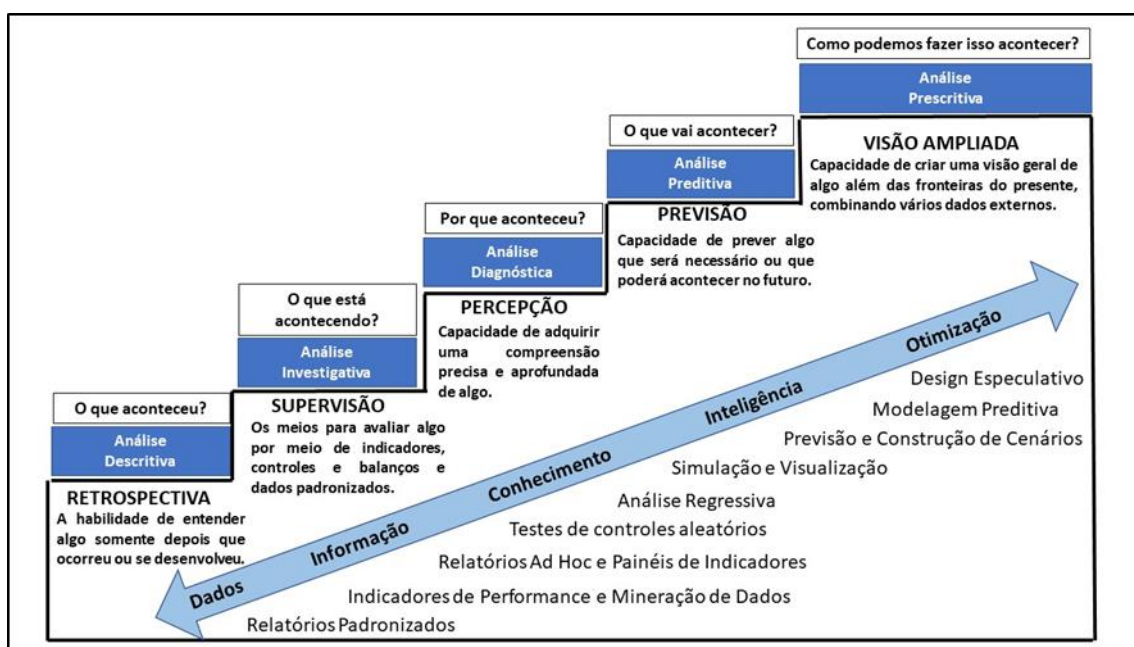 Como podemos fazer isso acontecer?
Análise
Prescritiva
VISÃO AMPLIADA
Capacidade de criar uma visão geral de
algo além das fronteiras do presente,
combinando vários dados externos.
O que vai acontecer?
Análise
Preditiva
PREVISÃO
Capacidade de prever algo
que será necessário ou que
poderá acontecer no futuro.
Por que aconteceu?
Análise
Diagnóstica
PERCEPÇÃO
Capacidade de adquirir
uma compreensão
precisa e aprofundada
de algo.
O que está
acontecendo?
Análise
Investigativa
SUPERVISÃO
Os meios para avaliar algo
por meio de indicadores,
controles e balanços e
dados padronizados.
O que aconteceu?
Análise
Descritiva
RETROSPECTIVA
A habilidade de entender
algo somente depois que
ocorreu ou se desenvolveu.
Dados
Informação
Conhecimento
Inteligência
Otimização
Design Especulativo
Modelagem Preditiva
Previsão e Construção de Cenários
Simulação e Visualização
Análise Regressiva
Testes de controles aleatórios
Relatórios Ad Hoc e Painéis de Indicadores
Indicadores de Performance e Mineração de Dados
Relatórios Padronizados